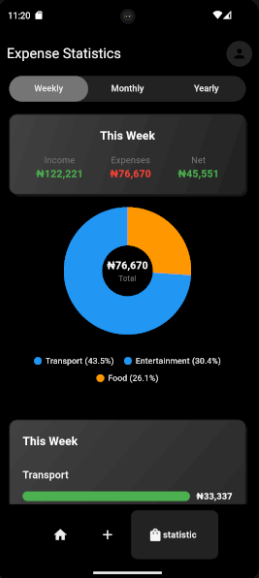 11:20
Expense Statistics
Weekly Monthly Yearly
This Week
Income Expenses Net
₦122,221 ₦76,670 ₦45,551
₦76,670
Total
Transport (43.5%) Entertainment (30.4%)
Food (26.1%)
This Week
Transport
₦33,337
statistic